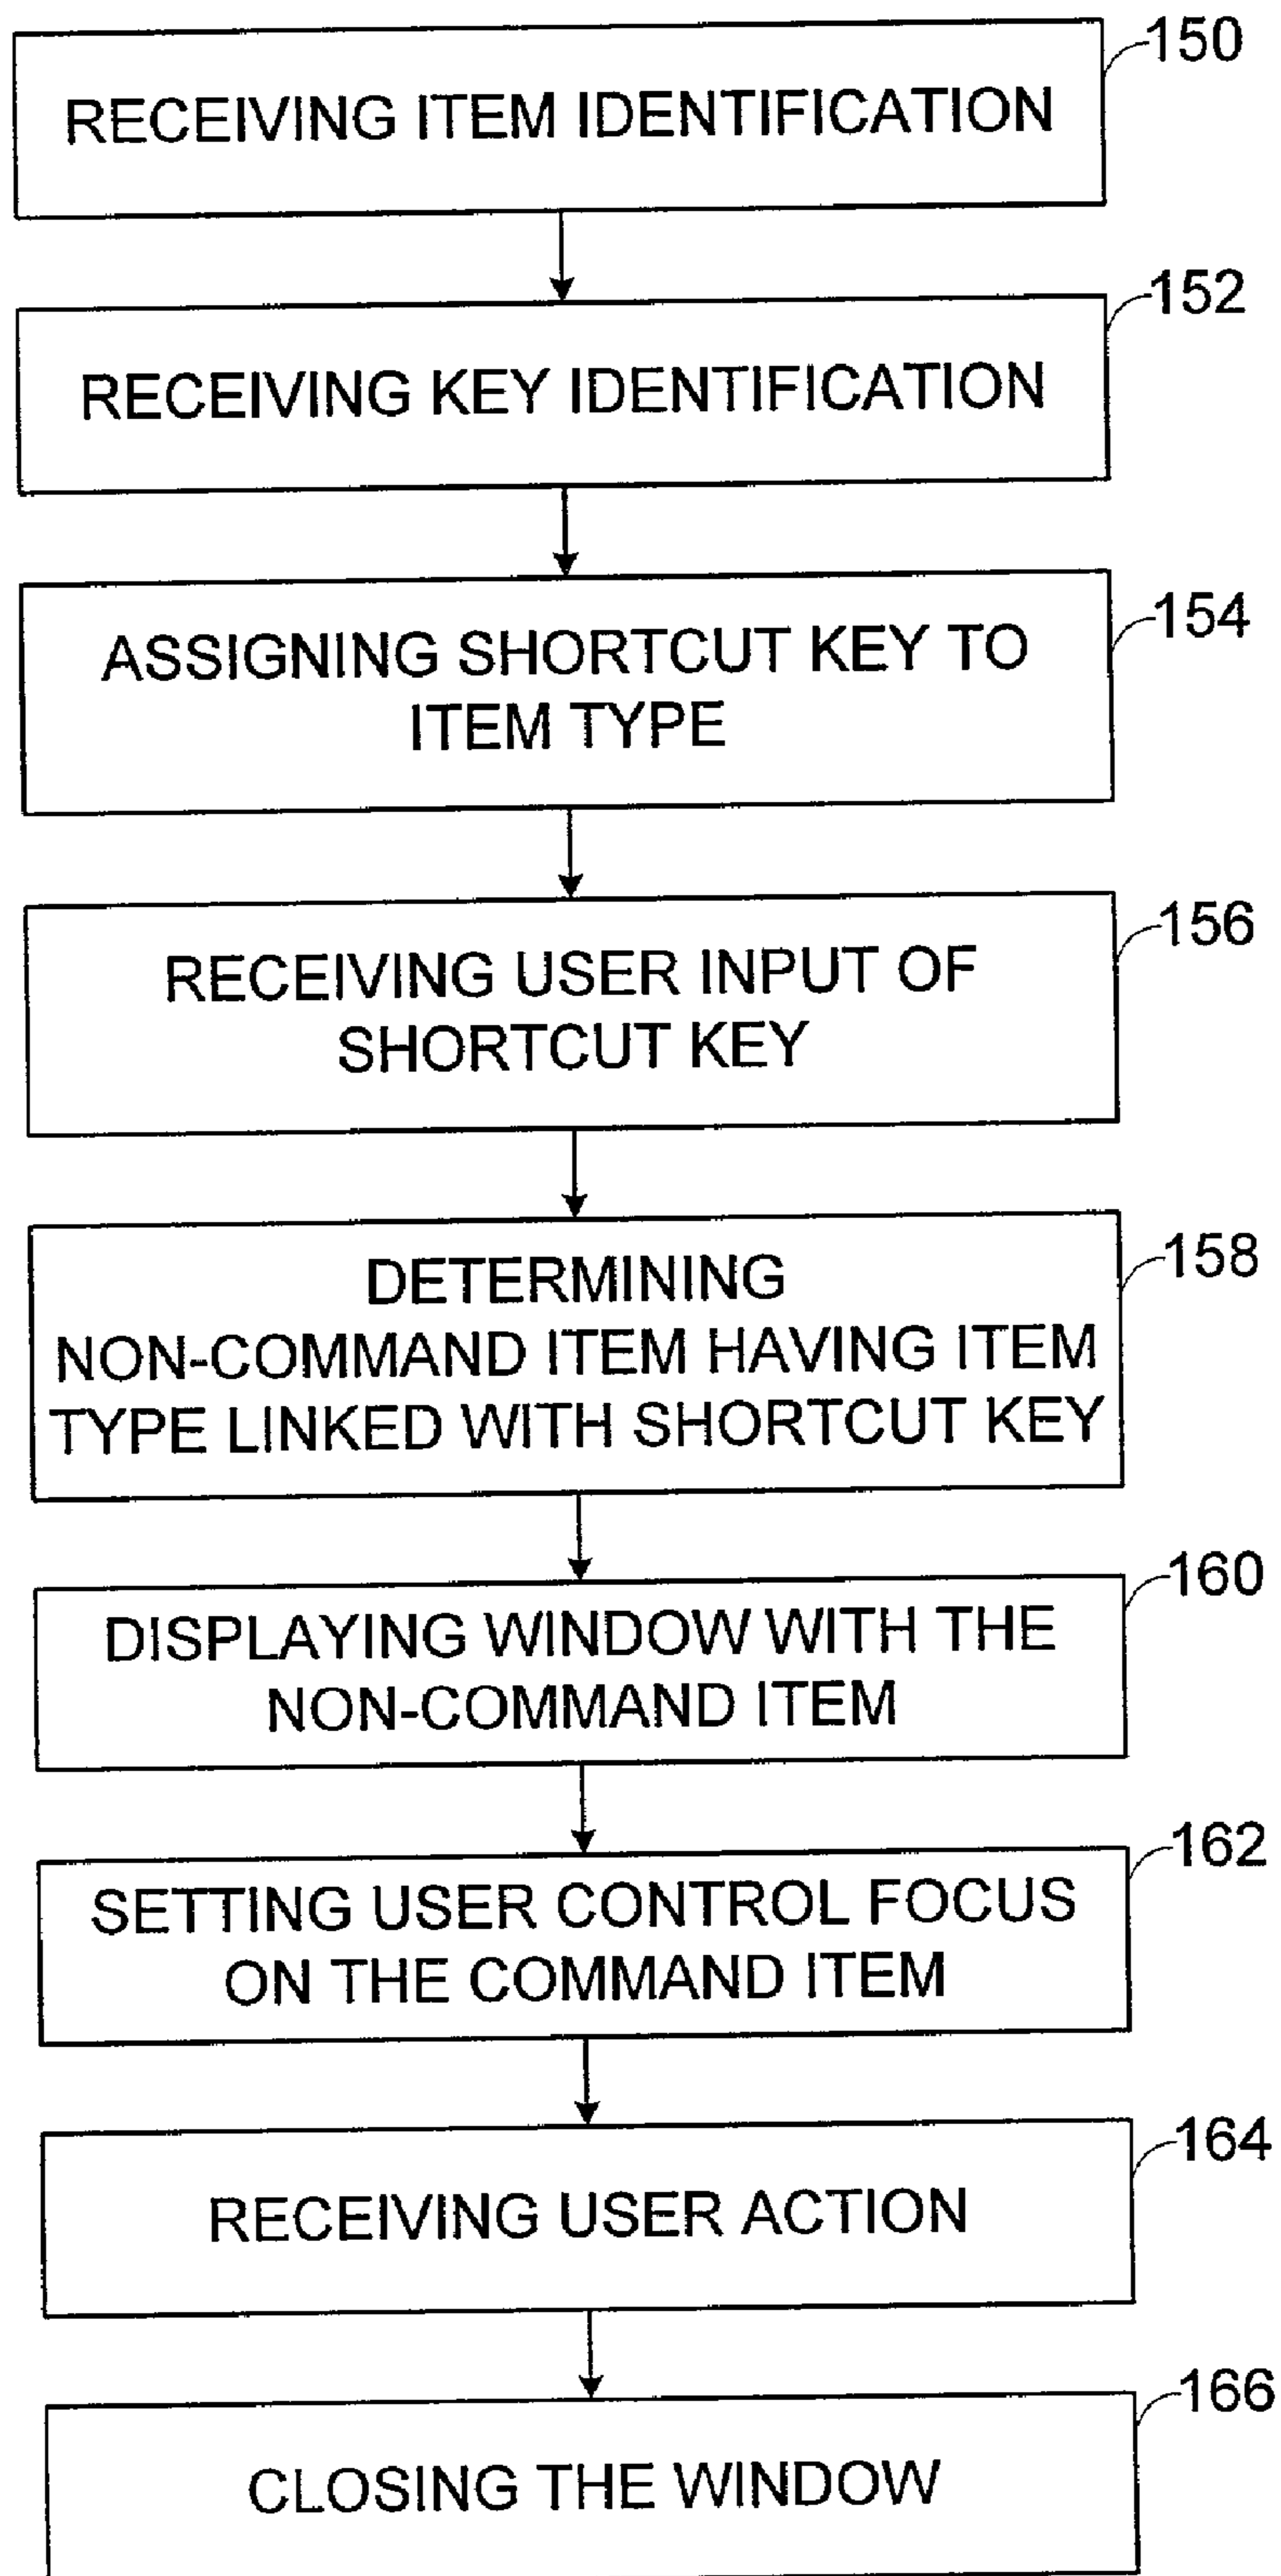 150
RECEIVING ITEM IDENTIFICATION
152
RECEIVING KEY IDENTIFICATION
154
ASSIGNING SHORTCUT KEY TO
ITEM TYPE
156
RECEIVING USER INPUT OF
SHORTCUT KEY
158
DETERMINING
NON-COMMAND ITEM HAVING ITEM
TYPE LINKED WITH SHORTCUT KEY
160
DISPLAYING WINDOW WITH THE
NON-COMMAND ITEM
162
SETTING USER CONTROL FOCUS
ON THE COMMAND ITEM
164
RECEIVING USER ACTION
166
CLOSING THE WINDOW